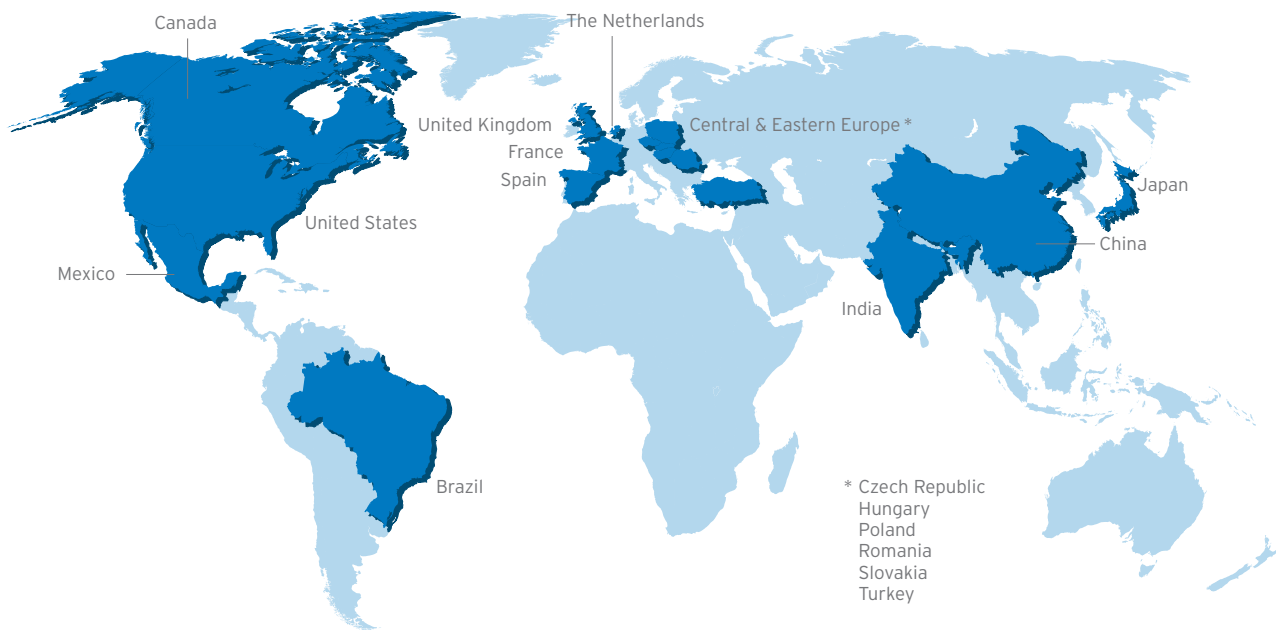 Canada
The Netherlands
United Kingdom
Central & Eastern Europe *
France
Spain
Japan
United States
China
Mexico
India
Brazil
* Czech Republic
Hungary
Poland
Romania
Slovakia
Turkey